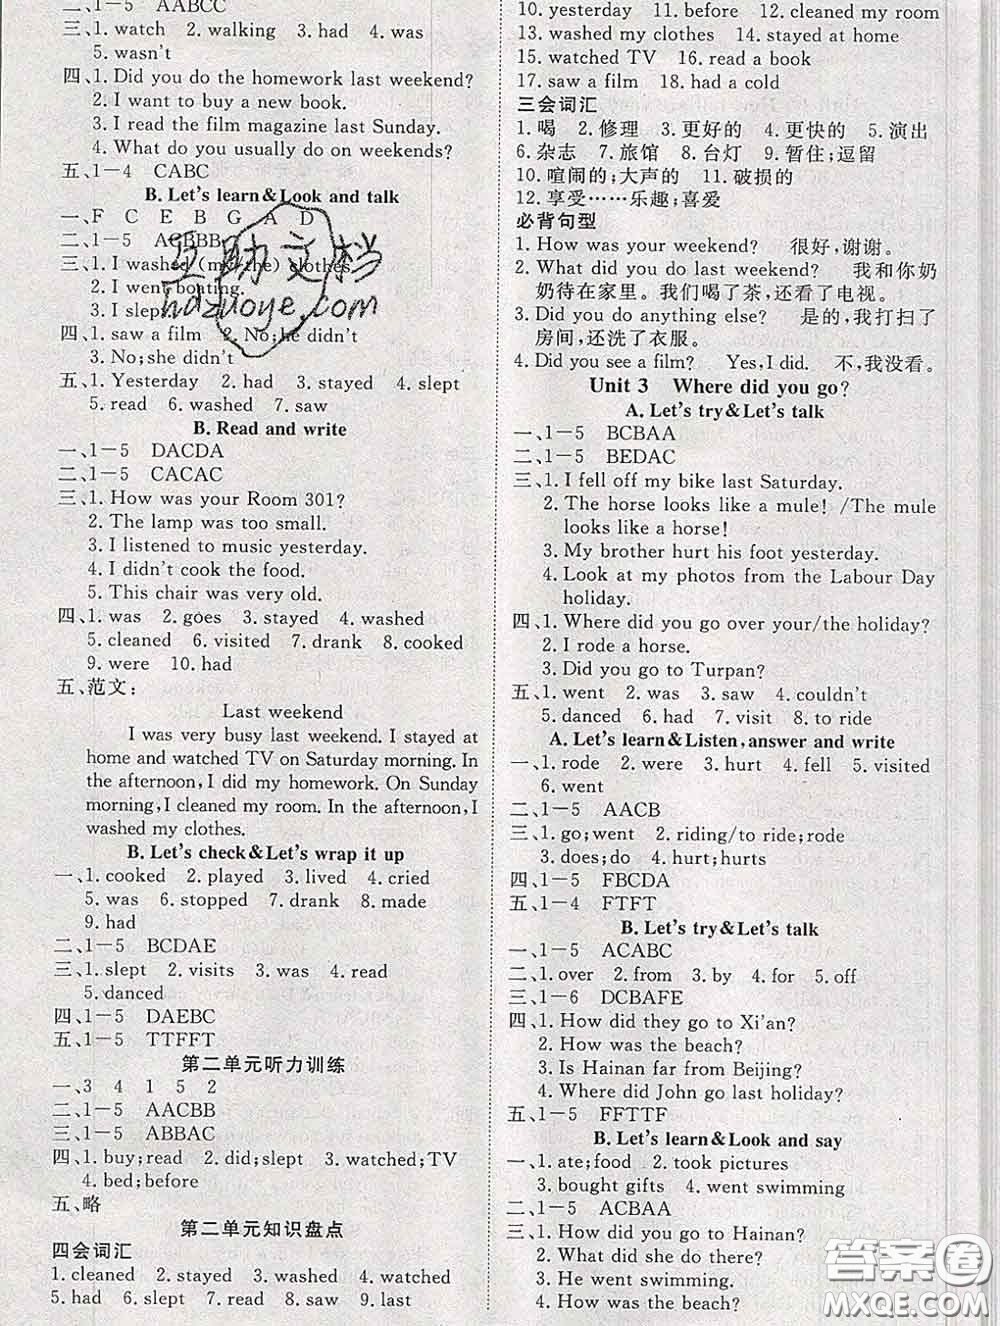 二、1-5 AABCC
三、1. watch 2. walking 3. had 4. was
5. wasn't
四、1. Did you do the homework last weekend?
2. I want to buy a new book.
3. I read the film magazine last Sunday.
4. What do you usually do on weekends?
五、1-4 CABC
B. Let's learn&Look and talk
一、F C E B G A D
二、1-5 ACBBB
三、1. I washed (my/the) clothes.
2. I went boating.
3. I slept
四、1. saw a film 2. No; he didn't
3. No; she didn't
五、1. Yesterday 2. had 3. stayed 4. slept
5. read 6. washed 7. saw
B. Read and write
一、1-5 DACDA
二、1-5 CACAC
三、1. How was your Room 301?
2. The lamp was too small.
3. I listened to music yesterday.
4. I didn't cook the food.
5. This chair was very old.
四、1. was 2. goes 3. stayed 4. washed
5. cleaned 6. visited 7. drank 8. cooked
9. were 10. had
五、范文:
Last weekend
I was very busy last weekend. I stayed at
home and watched TV on Saturday morning. In
the afternoon, I did my homework. On Sunday
morning, I cleaned my room. In the afternoon, I
washed my clothes.
B. Let's check&Let's wrap it up
一、1. cooked 2. played 3. lived 4. cried
5. was 6. stopped 7. drank 8. made
9. had
二、1-5 BCDAE
三、1. slept 2. visits 3. was 4. read
5. danced
四、1-5 DAEBC
五、1-5 TTFFT
第二单元听力训练
一、3 4 1 5 2
二、1-5 AACBB
三、1-5 ABBAC
四、1. buy; read 2. did; slept 3. watched; TV
4. bed; before
五、略
第二单元知识盘点
四会词汇
1. cleaned 2. stayed 3. washed 4. watched
5. had 6. slept 7. read 8. saw 9. last
10. yesterday 11. before 12. cleaned my room
13. washed my clothes 14. stayed at home
15. watched TV 16. read a book
17. saw a film 18. had a cold
三会词汇
1. 喝 2. 修理 3. 更好的 4. 更快的 5. 演出
6. 杂志 7. 旅馆 8. 台灯 9. 暂住;逗留
10. 喧闹的;大声的 11. 破损的
12. 享受……乐趣;喜爱
必背句型
1. How was your weekend? 很好,谢谢。
2. What did you do last weekend? 我和你奶
奶待在家里。我们喝了茶,还看了电视。
3. Did you do anything else? 是的,我打扫了
房间,还洗了衣服。
4. Did you see a film? Yes, I did. 不,我没看。
Unit 3 Where did you go?
A. Let's try&Let's talk
一、1-5 BCBAA
二、1-5 BEDAC
三、1. I fell off my bike last Saturday.
2. The horse looks like a mule! /The mule
looks like a horse!
3. My brother hurt his foot yesterday.
4. Look at my photos from the Labour Day
holiday.
四、1. Where did you go over your/the holiday?
2. I rode a horse.
3. Did you go to Turpan?
五、1. went 2. was 3. saw 4. couldn't
5. danced 6. had 7. visit 8. to ride
A. Let's learn&Listen, answer and write
一、1. rode 2. were 3. hurt 4. fell 5. visited
6. went
二、1-5 AACB
三、1. go; went 2. riding/to ride; rode
3. does; do 4. hurt; hurts
四、1-5 FBCDA
五、1-4 FTFT
B. Let's try&Let's talk
一、1-5 ACABC
二、1. over 2. from 3. by 4. for 5. off
三、1-6 DCBAFE
四、1. How did they go to Xi'an?
2. How was the beach?
3. Is Hainan far from Beijing?
4. Where did John go last holiday?
五、1-5 FFTTF
B. Let's learn&Look and say
一、1. ate; food 2. took pictures
3. bought gifts 4. went swimming
二、1-5 ACBAA
三、1. How did you go to Hainan?
2. What did she do there?
3. He went swimming.
4. How was the beach?
互助文档
hdzuoye.com
答案圈
MXQE.COM